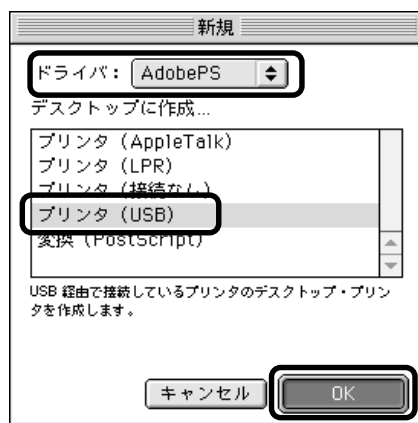 新規
ドライバ： AdobePS
デスクトップに作成...
プリンタ（AppleTalk）
プリンタ（LPR）
プリンタ（接続なし）
プリンタ（USB）
変換（PostScript）
USB 経由で接続しているプリンタのデスクトップ・プリン
タを作成します。
キャンセル OK